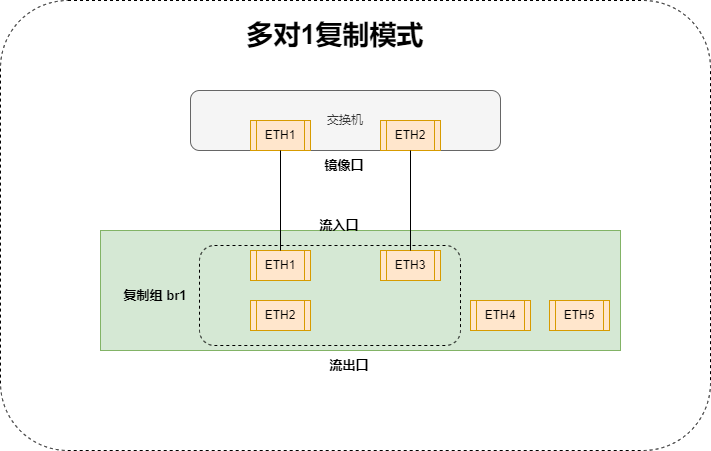 多对1复制模式
交换机
ETH1
ETH2
镜像口
流入口
ETH1
ETH3
复制组 br1
ETH2
ETH4
ETH5
流出口